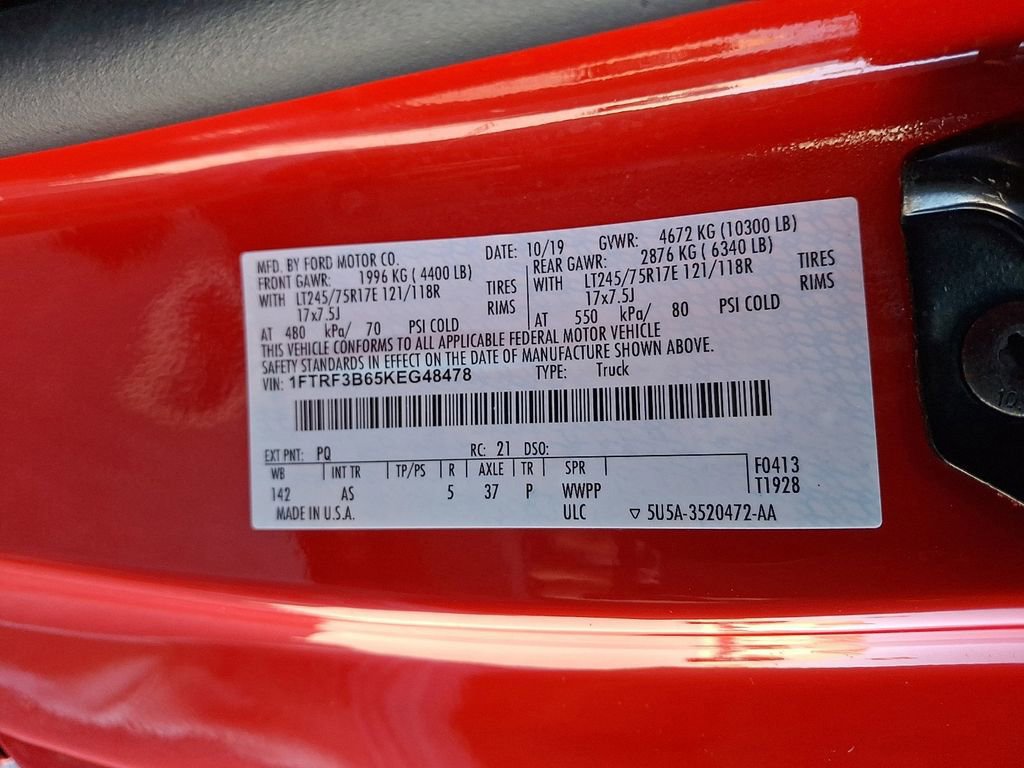 MFD. BY FORD MOTOR CO. DATE: 10/19 GVWR: 4672 KG (10300 LB)
FRONT GAWR: 1996 KG ( 4400 LB) REAR GAWR: 2876 KG ( 6340 LB)
WITH LT245/75R17E 121/118R TIRES WITH LT245/75R17E 121/118R TIRES
17x7.5J RIMS 17x7.5J RIMS
AT 480 kPa/ 70 PSI COLD AT 550 kPa/ 80 PSI COLD
THIS VEHICLE CONFORMS TO ALL APPLICABLE FEDERAL MOTOR VEHICLE
SAFETY STANDARDS IN EFFECT ON THE DATE OF MANUFACTURE SHOWN ABOVE.
VIN: 1FTRF3B65KEG48478 TYPE: Truck
EXT PNT: PQ RC: 21 DSO:
WB INT TR TP/PS R AXLE TR SPR F0413
142 AS 5 37 P WWPP T1928
MADE IN U.S.A. ULC ▽ 5U5A-3520472-AA